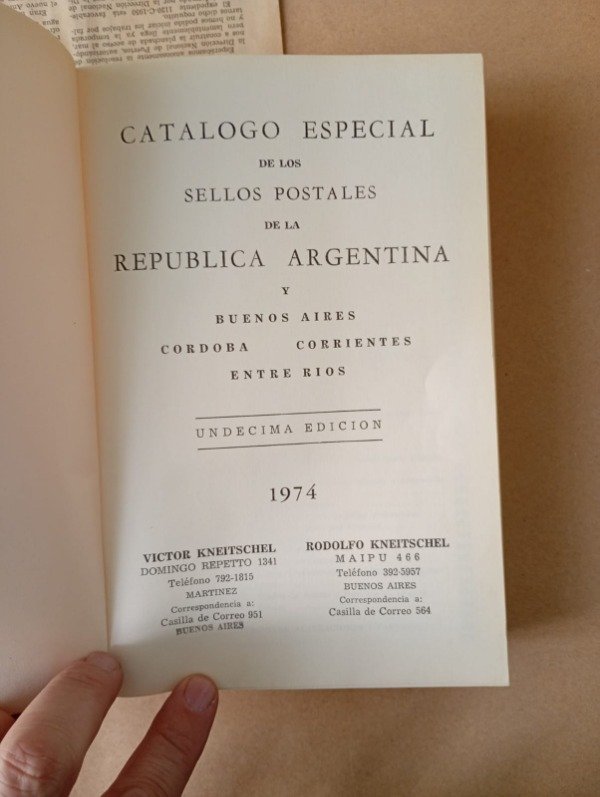 CATALOGO ESPECIAL
DE LOS
SELLOS POSTALES
DE LA
REPUBLICA ARGENTINA
Y
BUENOS AIRES
CORDOBA CORRIENTES
ENTRE RIOS
UNDECIMA EDICION
1974
VICTOR KNEITSCHEL
DOMINGO REPETTO 1341
Teléfono 792-1815
MARTINEZ
Correspondencia a:
Casilla de Correo 951
BUENOS AIRES
RODOLFO KNEITSCHEL
MAIPU 466
Teléfono 392-5957
BUENOS AIRES
Correspondencia a:
Casilla de Correo 564